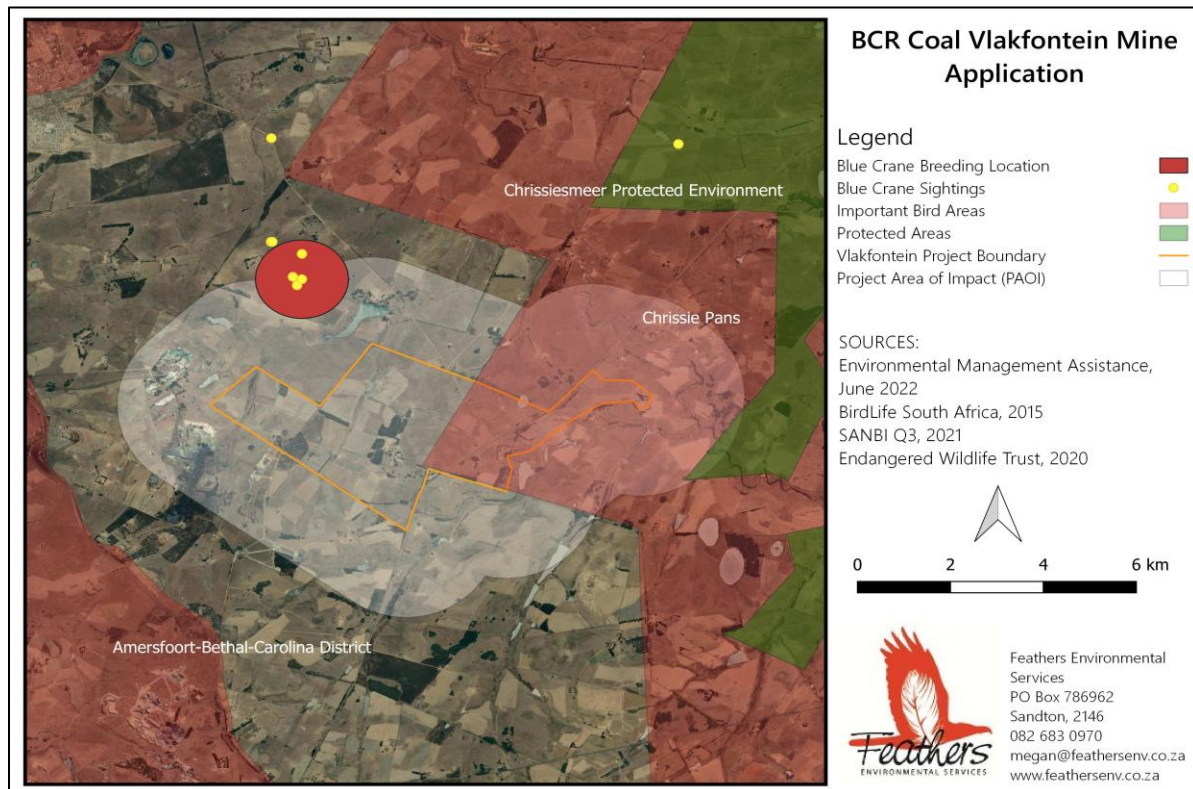 BCR Coal Vlakfontein Mine
Application
Legend
Blue Crane Breeding Location
Blue Crane Sightings
Important Bird Areas
Protected Areas
Vlakfontein Project Boundary
Project Area of Impact (PAOI)
SOURCES:
Environmental Management Assistance,
June 2022
BirdLife South Africa, 2015
SANBI Q3, 2021
Endangered Wildlife Trust, 2020
0 2 4 6 km
Feathers
ENVIRONMENTAL SERVICES
Feathers Environmental
Services
PO Box 786962
Sandton, 2146
082 683 0970
megan@feathersenv.co.za
www.feathersenv.co.za
Chrissiesmeer Protected Environment
Chrissie Pans
Amersfoort-Bethal-Carolina District